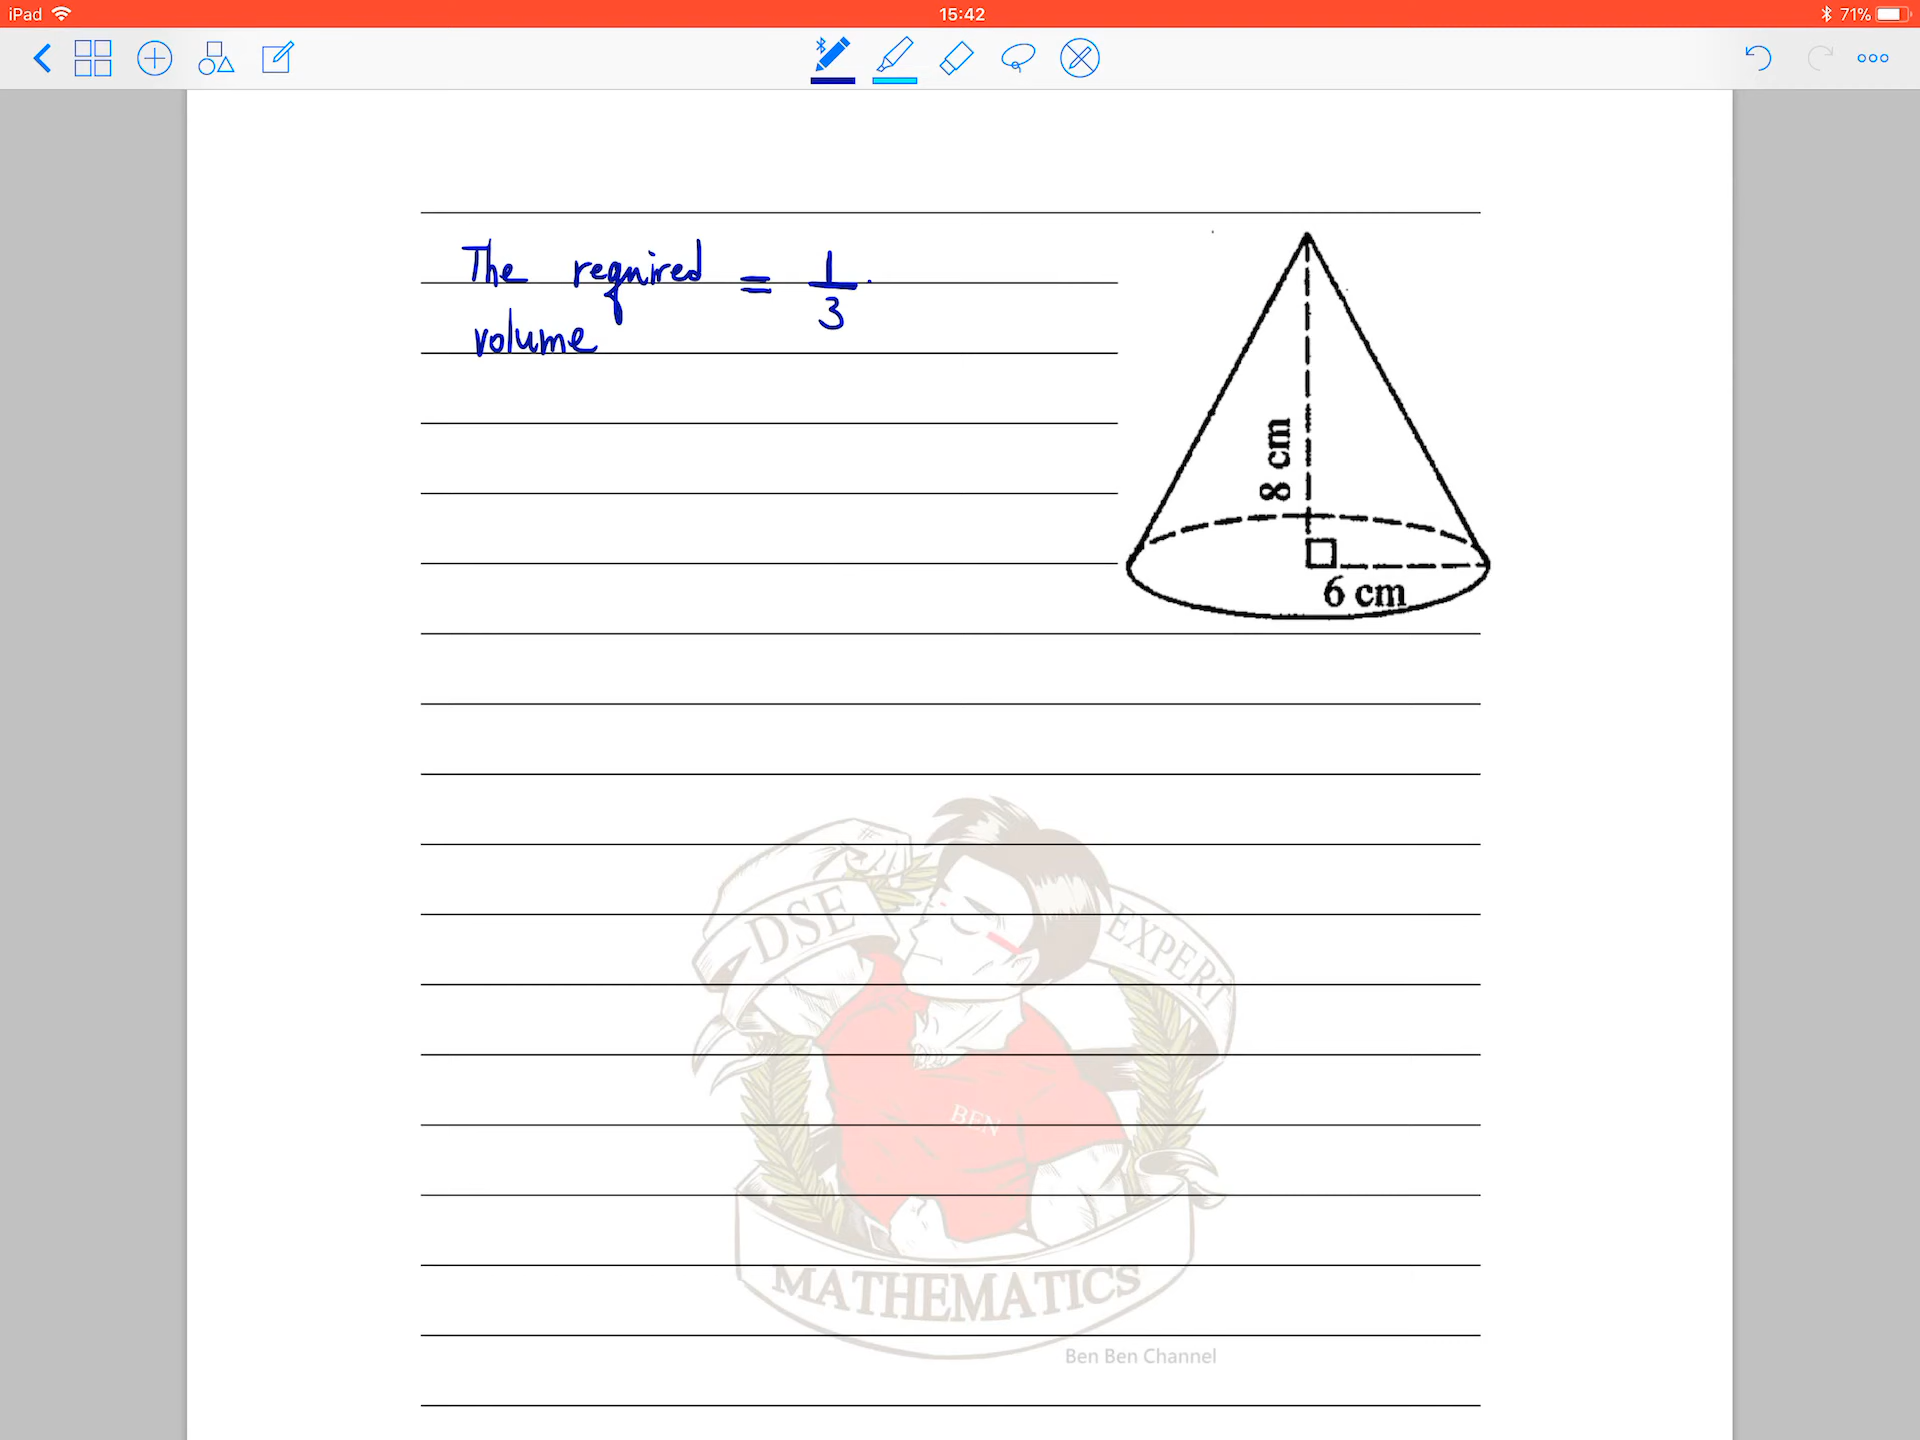 iPad 15:42 71%
The required = 1/3.
volume
8 cm
6 cm
DSE EXPERT
BEN
MATHEMATICS
Ben Ben Channel